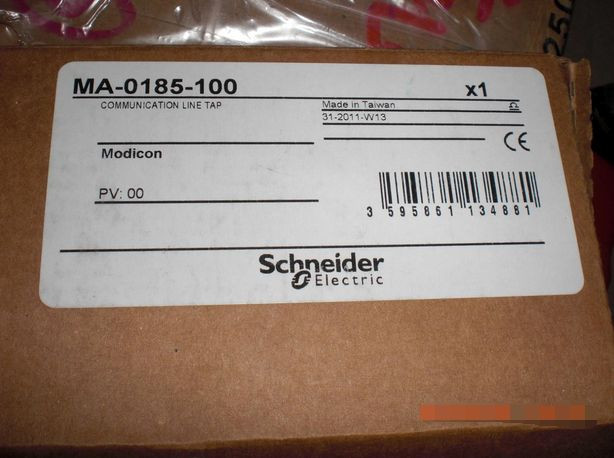 MA-0185-100
x1
COMMUNICATION LINE TAP
Made in Taiwan
31-2011-W13
CE
Modicon
PV: 00
3 595861 134881
Schneider
Electric
250